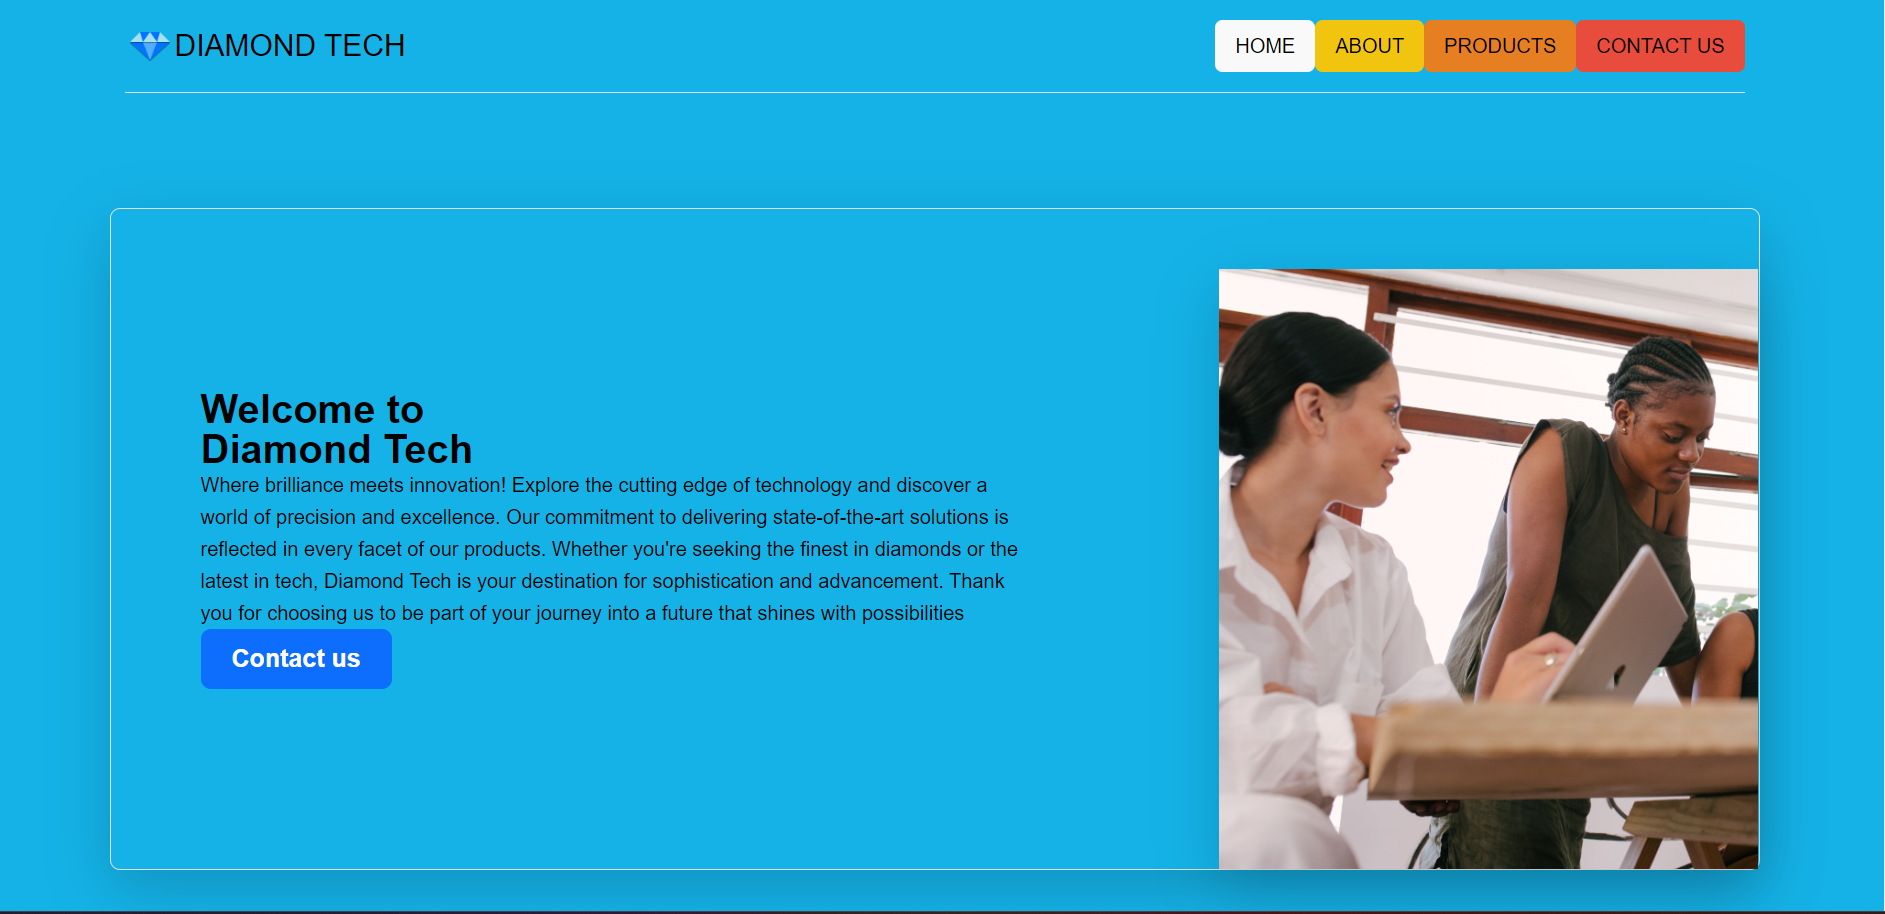 DIAMOND TECH
HOME ABOUT PRODUCTS CONTACT US
Welcome to
Diamond Tech
Where brilliance meets innovation! Explore the cutting edge of technology and discover a
world of precision and excellence. Our commitment to delivering state-of-the-art solutions is
reflected in every facet of our products. Whether you're seeking the finest in diamonds or the
latest in tech, Diamond Tech is your destination for sophistication and advancement. Thank
you for choosing us to be part of your journey into a future that shines with possibilities
Contact us